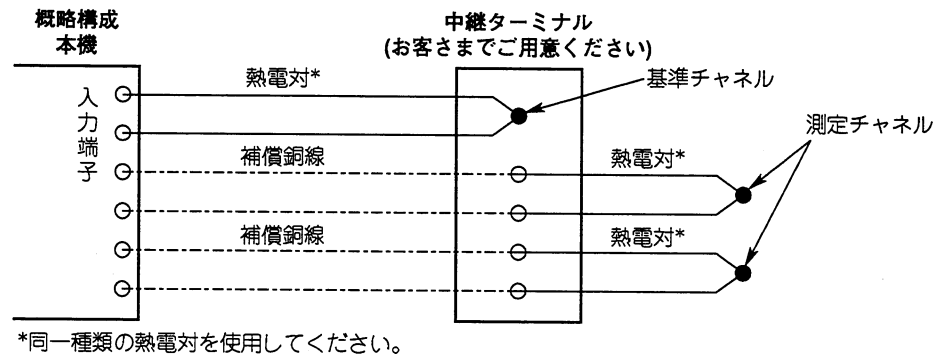 概略構成
本機
中継ターミナル
(お客さまでご用意ください)
熱電対*
基準チャネル
入力端子
測定チャネル
補償銅線
熱電対*
補償銅線
熱電対*
*同一種類の熱電対を使用してください。